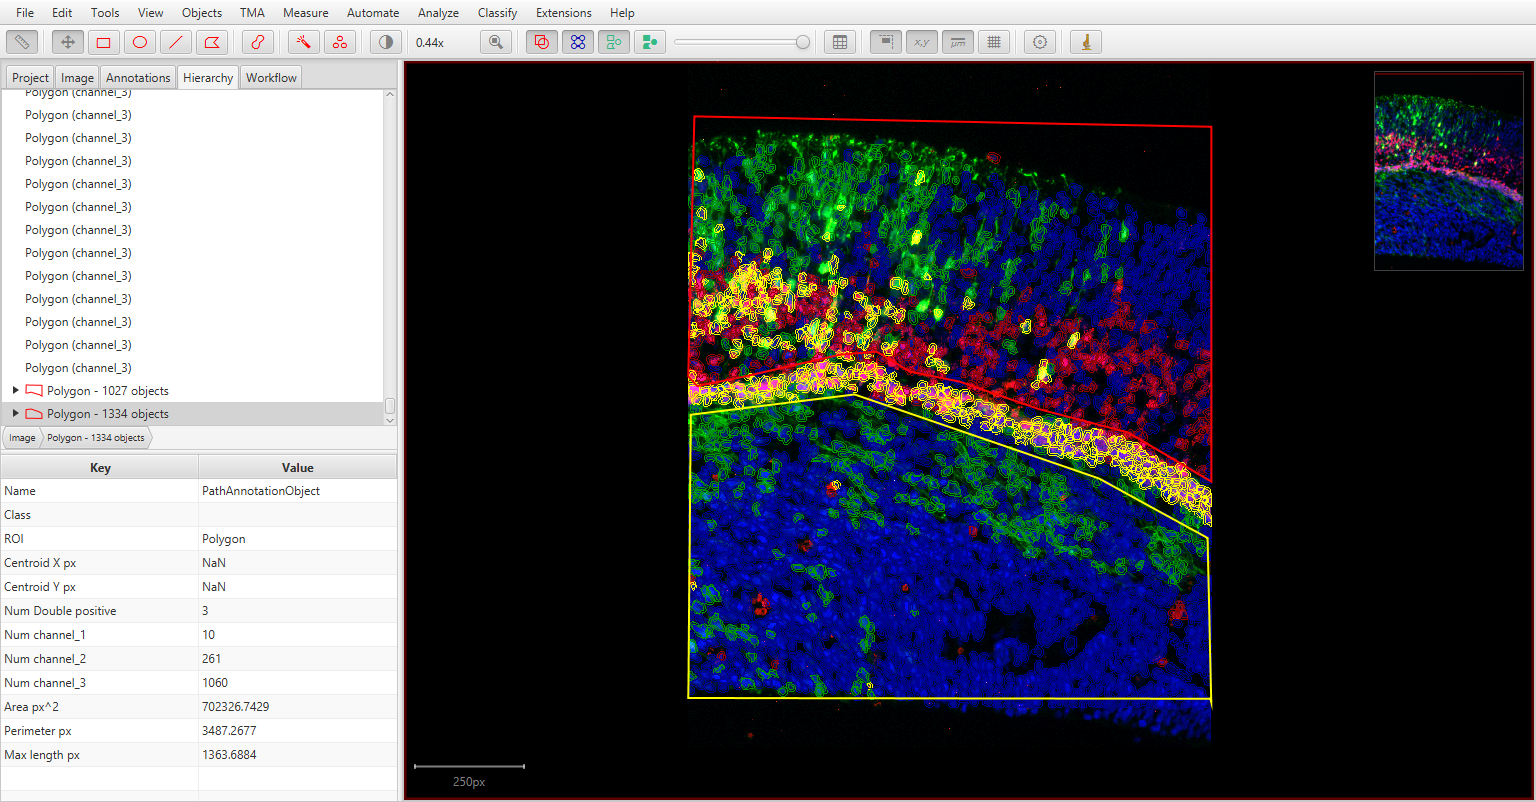 File Edit Tools View Objects TMA Measure Automate Analyze Classify Extensions Help
0.44x x,y μm
Project Image Annotations Hierarchy Workflow
Polygon (channel_3)
Polygon (channel_3)
Polygon (channel_3)
Polygon (channel_3)
Polygon (channel_3)
Polygon (channel_3)
Polygon (channel_3)
Polygon (channel_3)
Polygon (channel_3)
Polygon (channel_3)
Polygon (channel_3)
Polygon (channel_3)
Polygon (channel_3)
Polygon - 1027 objects
Polygon - 1334 objects
Image Polygon - 1334 objects
Key Value
Name PathAnnotationObject
Class
ROI Polygon
Centroid X px NaN
Centroid Y px NaN
Num Double positive 3
Num channel_1 10
Num channel_2 261
Num channel_3 1060
Area px^2 702326.7429
Perimeter px 3487.2677
Max length px 1363.6884
250px